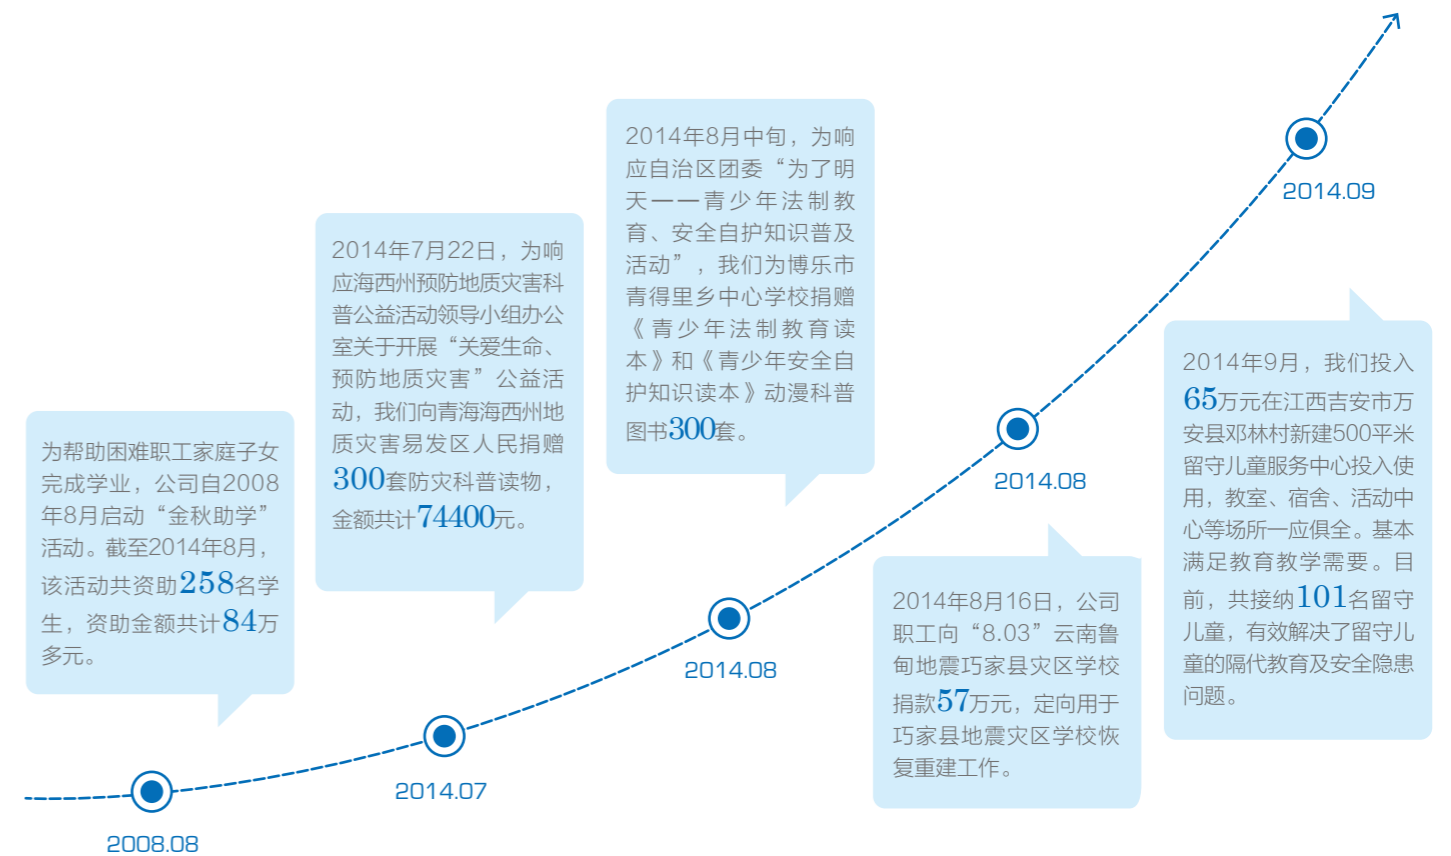 为帮助困难职工家庭子女
完成学业，公司自2008
年8月启动“金秋助学”
活动。截至2014年8月，
该活动共资助258名学
生，资助金额共计84万
多元。
2008.08
2014年7月22日，为响
应海西州预防地质灾害科
普公益活动领导小组办公
室关于开展“关爱生命、
预防地质灾害”公益活
动，我们向青海海西州地
质灾害易发区人民捐赠
300套防灾科普读物，
金额共计74400元。
2014.07
2014年8月中旬，为响
应自治区团委“为了明
天——青少年法制教
育、安全自护知识普及
活动”，我们为博乐市
青得里乡中心学校捐赠
《青少年法制教育读
本》和《青少年安全自
护知识读本》动漫科普
图书300套。
2014.08
2014.08
2014年8月16日，公司
职工向“8.03”云南鲁
甸地震巧家县灾区学校
捐款57万元，定向用于
巧家县地震灾区学校恢
复重建工作。
2014.09
2014年9月，我们投入
65万元在江西吉安市万
安县邓林村新建500平米
留守儿童服务中心投入使
用，教室、宿舍、活动中
心等场所一应俱全。基本
满足教育教学需要。目
前，共接纳101名留守
儿童，有效解决了留守儿
童的隔代教育及安全隐患
问题。